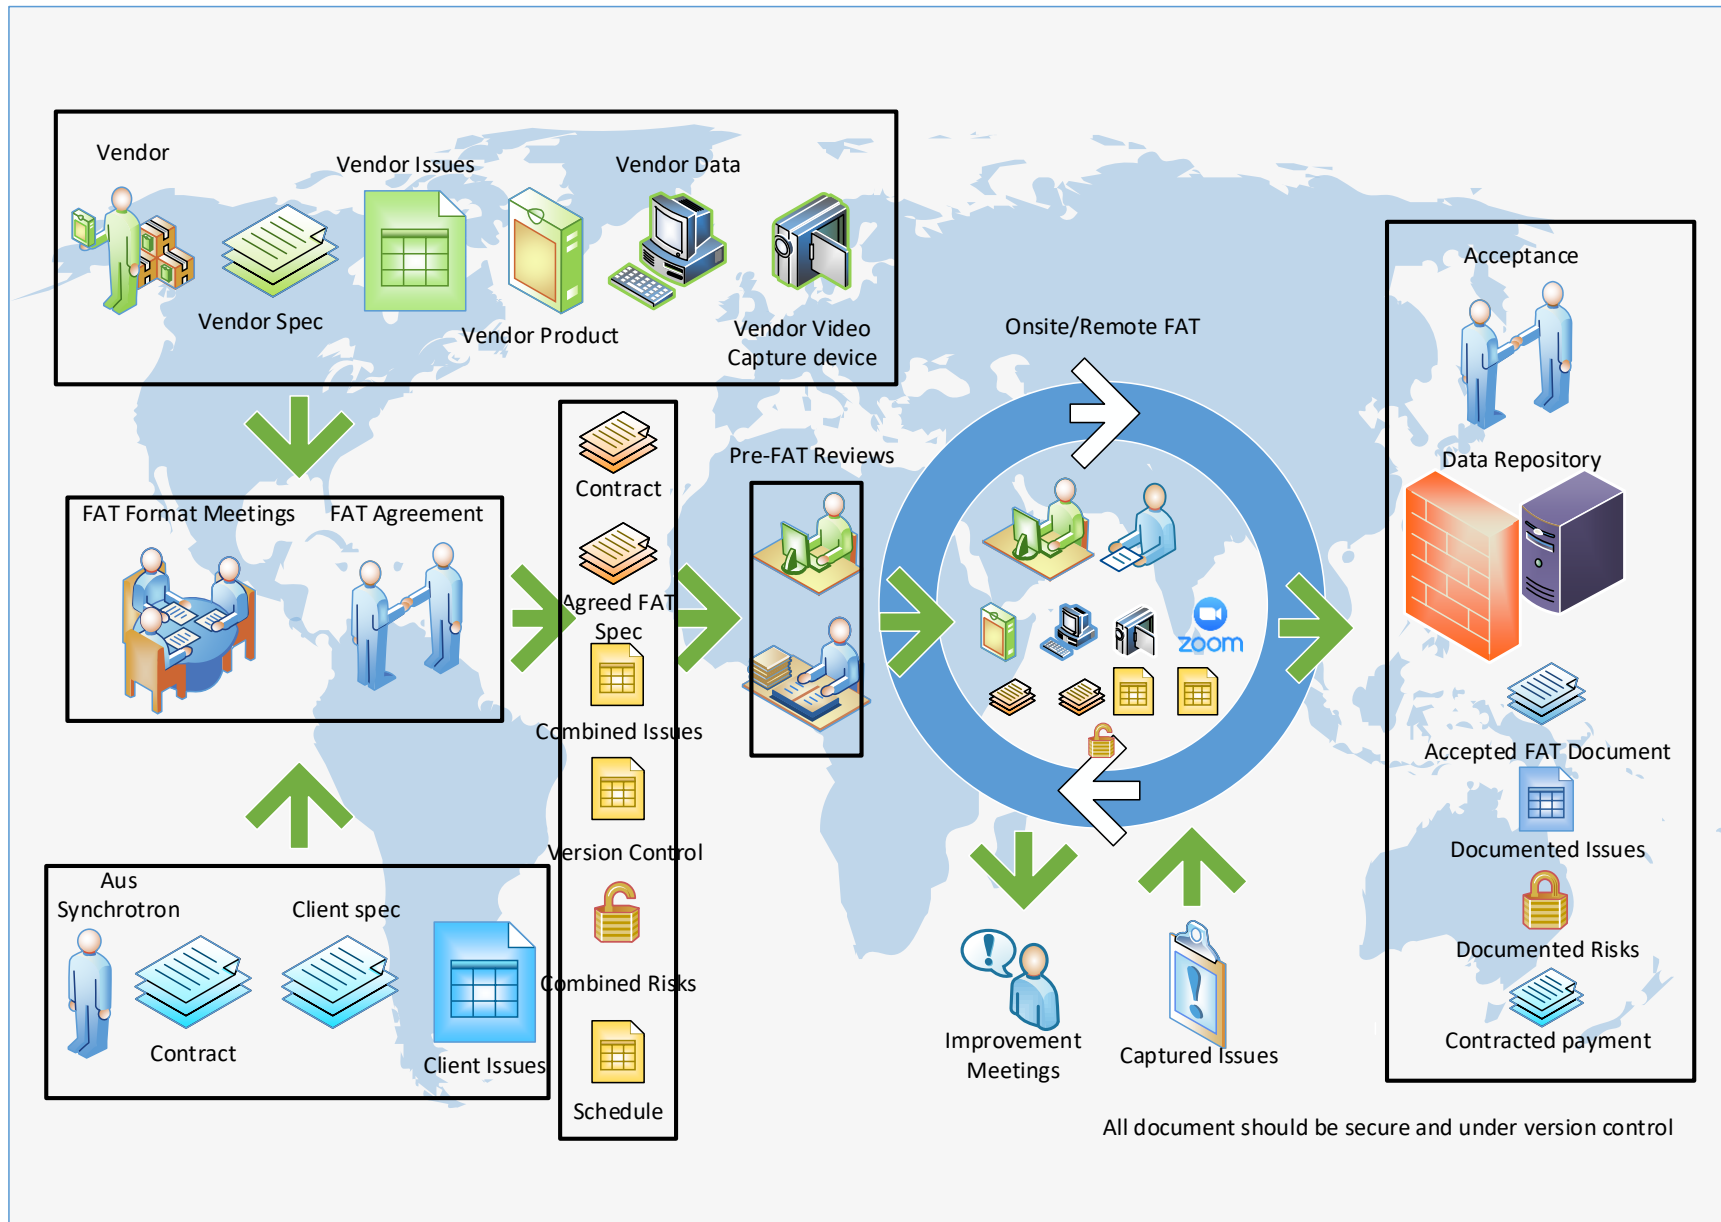 Vendor
Vendor Issues
Vendor Data
Vendor Spec
Vendor Product
Vendor Video
Capture device
FAT Format Meetings
FAT Agreement
Aus
Synchrotron
Client spec
Contract
Client Issues
Contract
Agreed FAT
Spec
Combined Issues
Version Control
Combined Risks
Schedule
Pre-FAT Reviews
Onsite/Remote FAT
zoom
Improvement
Meetings
Captured Issues
Acceptance
Data Repository
Accepted FAT Document
Documented Issues
Documented Risks
Contracted payment
All document should be secure and under version control